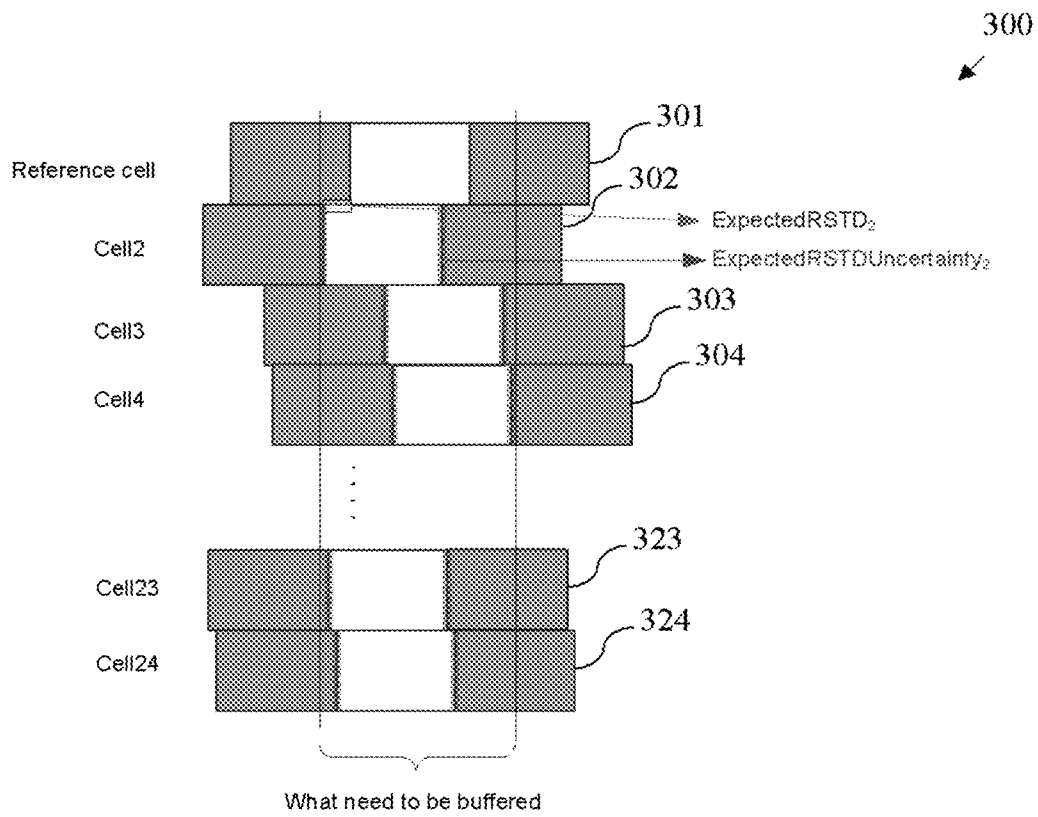 300
301
Reference cell
302
Cell2
ExpectedRSTD₂
ExpectedRSTDUncertainty₂
303
Cell3
304
Cell4
323
Cell23
324
Cell24
What need to be buffered